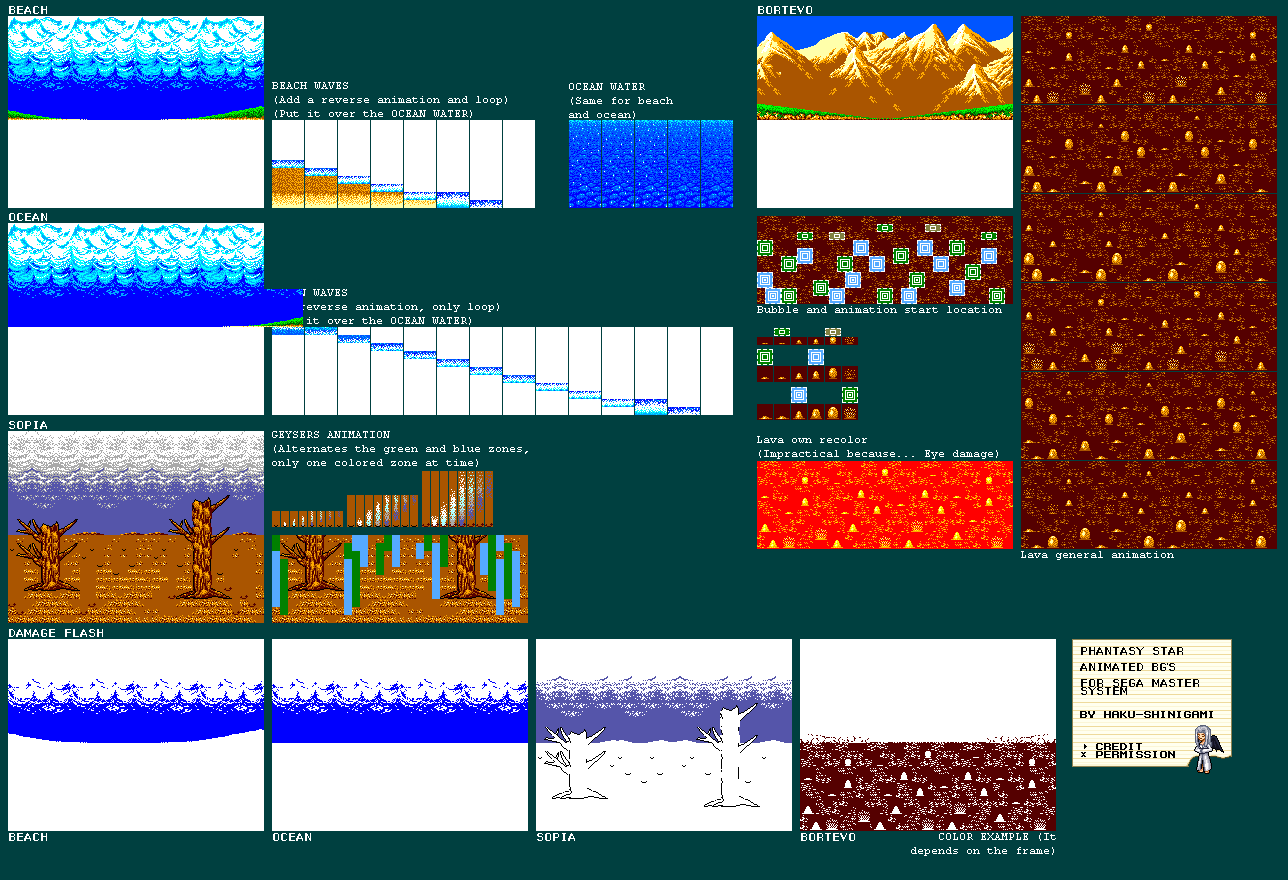 BEACH
BEACH WAVES
(Add a reverse animation and loop)
(Put it over the OCEAN WATER)
OCEAN WATER
(Same for beach
and ocean)
BORTEVO
OCEAN
N WAVES
reverse animation, only loop)
it over the OCEAN WATER)
Bubble and animation start location
Lava own recolor
(Impractical because... Eye damage)
Lava general animation
SOPIA
GEYSERS ANIMATION
(Alternates the green and blue zones,
only one colored zone at time)
DAMAGE FLASH
BEACH
OCEAN
SOPIA
BORTEVO
COLOR EXAMPLE (It
depends on the frame)
PHANTASY STAR
ANIMATED BG'S
FOR SEGA MASTER
SYSTEM
BY HAKU-SHINIGAMI
› CREDIT
x PERMISSION